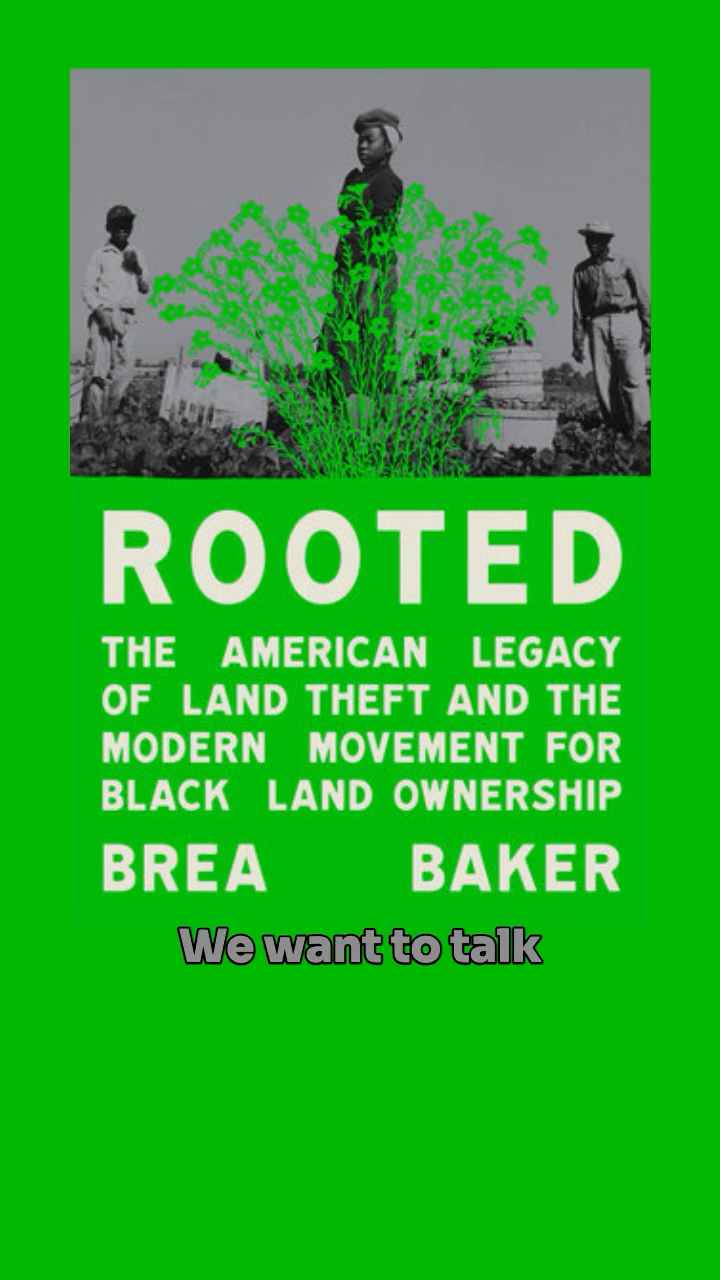 ROOTED
THE AMERICAN LEGACY
OF LAND THEFT AND THE
MODERN MOVEMENT FOR
BLACK LAND OWNERSHIP
BREA BAKER
We want to talk